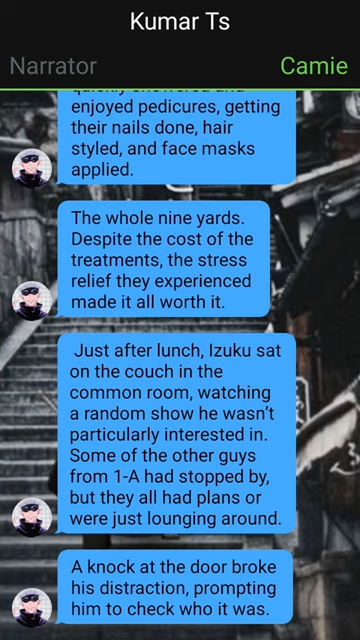 Kumar Ts
Narrator
Camie
quickly showered and
enjoyed pedicures, getting
their nails done, hair
styled, and face masks
applied.
The whole nine yards.
Despite the cost of the
treatments, the stress
relief they experienced
made it all worth it.
Just after lunch, Izuku sat
on the couch in the
common room, watching
a random show he wasn’t
particularly interested in.
Some of the other guys
from 1-A had stopped by,
but they all had plans or
were just lounging around.
A knock at the door broke
his distraction, prompting
him to check who it was.